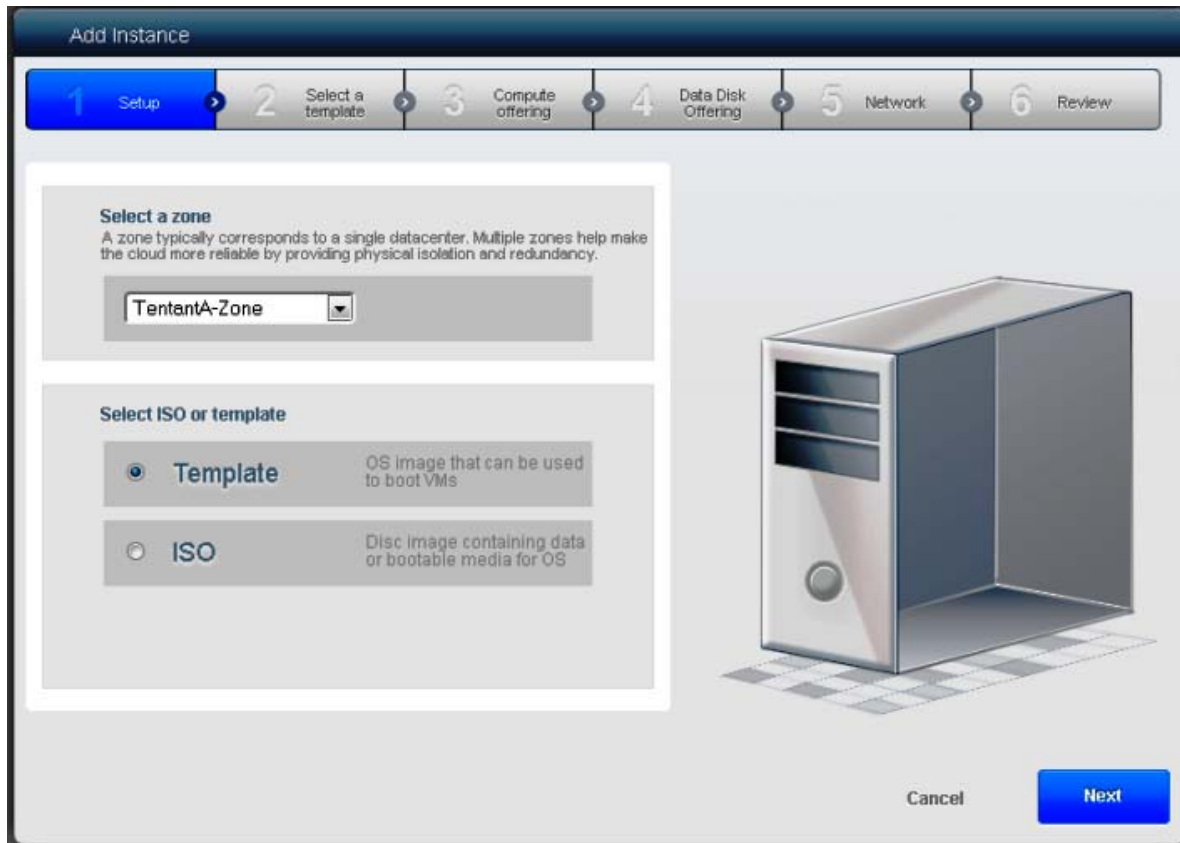 Add Instance
1 Setup
2 Select a
template
3 Compute
offering
4 Data Disk
Offering
5 Network
6 Review
Select a zone
A zone typically corresponds to a single datacenter. Multiple zones help make
the cloud more reliable by providing physical isolation and redundancy.
TentantA-Zone
Select ISO or template
Template
OS image that can be used
to boot VMs
ISO
Disc image containing data
or bootable media for OS
Cancel
Next